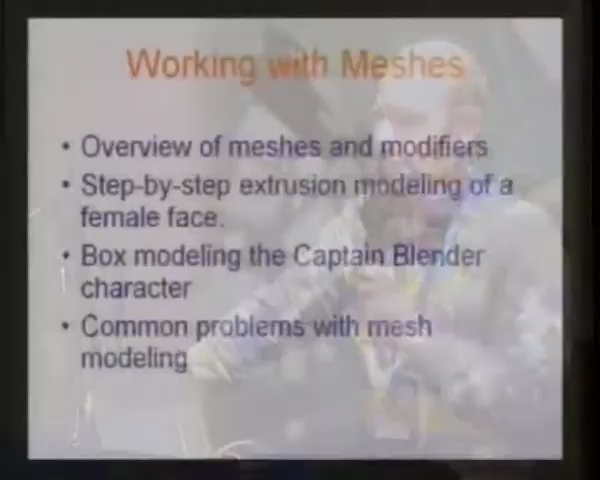 Working with Meshes
• Overview of meshes and modifiers
• Step-by-step extrusion modeling of a
female face.
• Box modeling the Captain Blender
character
• Common problems with mesh
modeling